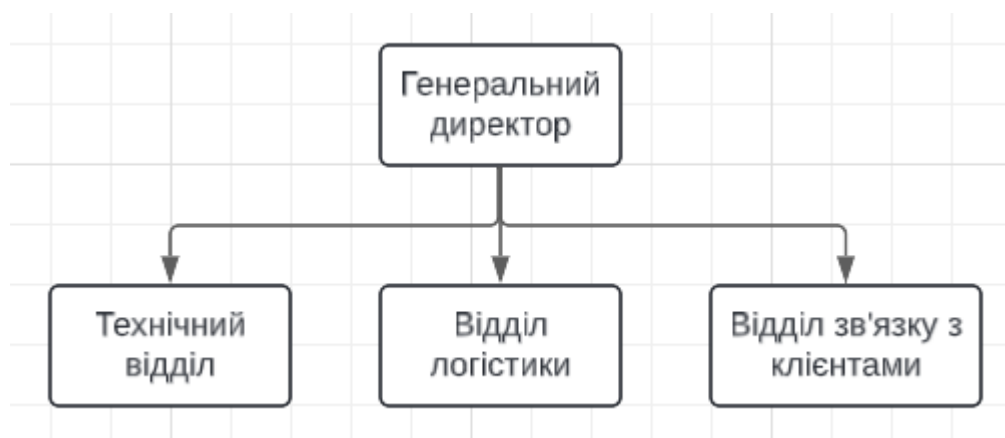 Генеральний
директор
Технічний
відділ
Відділ
логістики
Відділ зв'язку з
клієнтами